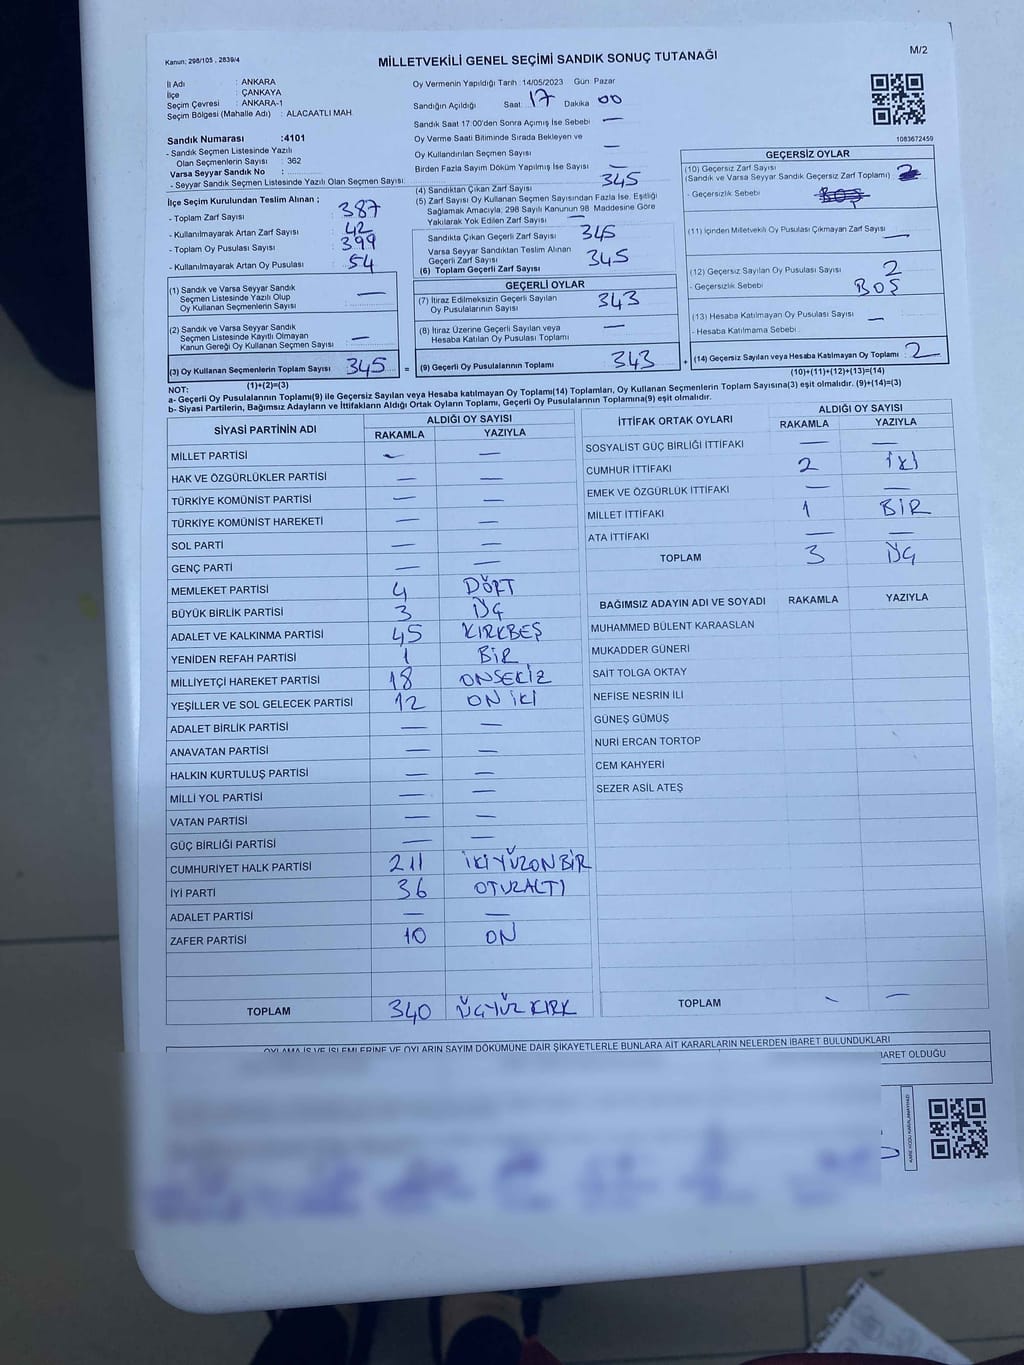 Kanun; 298/105 , 2839/4
MİLLETVEKİLİ GENEL SEÇİMİ SANDIK SONUÇ TUTANAĞI
M/2
İl Adı : ANKARA
İlçe : ÇANKAYA
Seçim Çevresi : ANKARA-1
Seçim Bölgesi (Mahalle Adı) : ALACAATLI MAH.
Sandık Numarası :4101
- Sandık Seçmen Listesinde Yazılı
Olan Seçmenlerin Sayısı : 362
Varsa Seyyar Sandık No :
- Seyyar Sandık Seçmen Listesinde Yazılı Olan Seçmen Sayısı:
İlçe Seçim Kurulundan Teslim Alınan ;
- Toplam Zarf Sayısı : 387
- Kullanılmayarak Artan Zarf Sayısı : 42
- Toplam Oy Pusulası Sayısı : 399
- Kullanılmayarak Artan Oy Pusulası : 54
(1) Sandık ve Varsa Seyyar Sandık
Seçmen Listesinde Yazılı Olup
Oy Kullanan Seçmenlerin Sayısı : —
(2) Sandık ve Varsa Seyyar Sandık
Seçmen Listesinde Kayıtlı Olmayan
Kanun Gereği Oy Kullanan Seçmen Sayısı : —
(3) Oy Kullanan Seçmenlerin Toplam Sayısı 345
(1)+(2)=(3)
Oy Vermenin Yapıldığı Tarih :14/05/2023 Gün :Pazar
Sandığın Açıldığı Saat 17 Dakika 00
Sandık Saat 17:00'den Sonra Açımış İse Sebebi —
Oy Verme Saati Bitiminde Sırada Bekleyen ve
Oy Kullandırılan Seçmen Sayısı —
Birden Fazla Sayım Döküm Yapılmış İse Sayısı —
(4) Sandıktan Çıkan Zarf Sayısı 345
(5) Zarf Sayısı Oy Kullanan Seçmen Sayısından Fazla İse, Eşitliği
Sağlamak Amacıyla, 298 Sayılı Kanunun 98. Maddesine Göre
Yakılarak Yok Edilen Zarf Sayısı —
Sandıkta Çıkan Geçerli Zarf Sayısı 345
Varsa Seyyar Sandıktan Teslim Alınan
Geçerli Zarf Sayısı
(6) Toplam Geçerli Zarf Sayısı 345
GEÇERLİ OYLAR
(7) İtiraz Edilmeksizin Geçerli Sayılan
Oy Pusulalarının Toplamı 343
(8) İtiraz Üzerine Geçerli Sayılan veya
Hesaba Katılan Oy Pusulası Toplamı —
= (9) Geçerli Oy Pusulalarının Toplamı 343
1083672459
GEÇERSİZ OYLAR
(10) Geçersiz Zarf Sayısı
(Sandık ve Varsa Seyyar Sandık Geçersiz Zarf Toplamı)
- Geçersizlik Sebebi
(11) İçinden Milletvekili Oy Pusulası Çıkmayan Zarf Sayısı —
(12) Geçersiz Sayılan Oy Pusulası Sayısı 2
- Geçersizlik Sebebi BOŞ
(13) Hesaba Katılmayan Oy Pusulası Sayısı —
- Hesaba Katılmama Sebebi :
+ (14) Geçersiz Sayılan veya Hesaba Katılmayan Oy Toplamı : 2
(10)+(11)+(12)+(13)=(14)
NOT:
a- Geçerli Oy Pusulalarının Toplamı(9) ile Geçersiz Sayılan veya Hesaba katılmayan Oy Toplamı(14) Toplamları, Oy Kullanan Seçmenlerin Toplam Sayısına(3) eşit olmalıdır. (9)+(14)=(3)
b- Siyasi Partilerin, Bağımsız Adayların ve İttifakların Aldığı Ortak Oyların Toplamı, Geçerli Oy Pusulalarının Toplamına(9) eşit olmalıdır.
SİYASİ PARTİNİN ADI ALDIĞI OY SAYISI
RAKAMLA YAZIYLA
MİLLET PARTİSİ — —
HAK VE ÖZGÜRLÜKLER PARTİSİ — —
TÜRKİYE KOMÜNİST PARTİSİ — —
TÜRKİYE KOMÜNİST HAREKETİ — —
SOL PARTİ — —
GENÇ PARTİ — —
MEMLEKET PARTİSİ 4 DÖRT
BÜYÜK BİRLİK PARTİSİ 3 ÜÇ
ADALET VE KALKINMA PARTİSİ 45 KIRKBEŞ
YENİDEN REFAH PARTİSİ 1 BİR
MİLLİYETÇİ HAREKET PARTİSİ 18 ONSEKİZ
YEŞİLLER VE SOL GELECEK PARTİSİ 12 ON İKİ
ADALET BİRLİK PARTİSİ — —
ANAVATAN PARTİSİ — —
HALKIN KURTULUŞ PARTİSİ — —
MİLLİ YOL PARTİSİ — —
VATAN PARTİSİ — —
GÜÇ BİRLİĞİ PARTİSİ — —
CUMHURİYET HALK PARTİSİ 211 İKİYÜZONBİR
İYİ PARTİ 36 OTUZALTI
ADALET PARTİSİ — —
ZAFER PARTİSİ 10 ON
TOPLAM 340 ÜÇYÜZ KIRK
İTTİFAK ORTAK OYLARI ALDIĞI OY SAYISI
RAKAMLA YAZIYLA
SOSYALİST GÜÇ BİRLİĞİ İTTİFAKI — —
CUMHUR İTTİFAKI 2 İKİ
EMEK VE ÖZGÜRLÜK İTTİFAKI — —
MİLLET İTTİFAKI 1 BİR
ATA İTTİFAKI — —
TOPLAM 3 ÜÇ
BAĞIMSIZ ADAYIN ADI VE SOYADI RAKAMLA YAZIYLA
MUHAMMED BÜLENT KARAASLAN
MUKADDER GÜNERİ
SAİT TOLGA OKTAY
NEFİSE NESRİN İLİ
GÜNEŞ GÜMÜŞ
NURİ ERCAN TORTOP
CEM KAHYERİ
SEZER ASİL ATEŞ
TOPLAM — —
OYLAMA İŞ VE İŞLEMLERİNE VE OYLARIN SAYIM DÖKÜMÜNE DAİR ŞİKAYETLERLE BUNLARA AİT KARARLARIN NELERDEN İBARET BULUNDUKLARI
BARET OLDUĞU